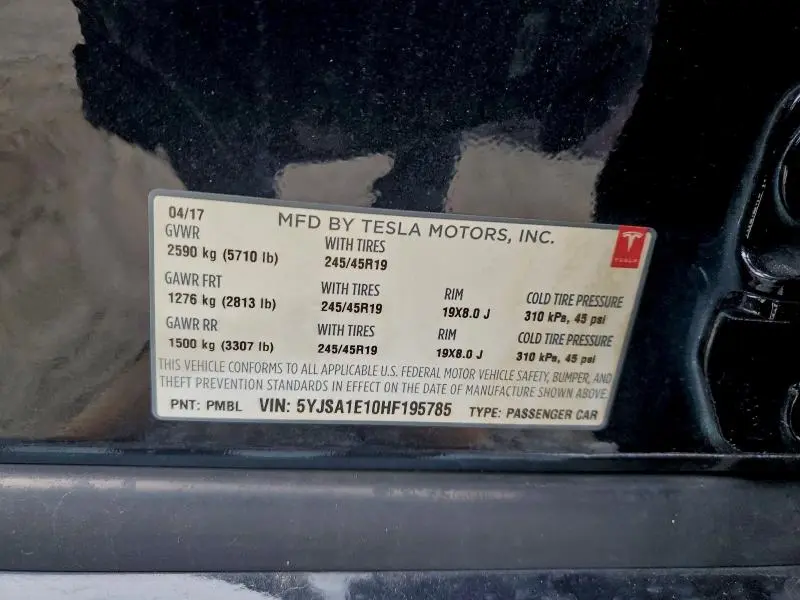 04/17 MFD BY TESLA MOTORS, INC.
GVWR WITH TIRES
2590 kg (5710 lb) 245/45R19
TESLA
GAWR FRT WITH TIRES RIM COLD TIRE PRESSURE
1276 kg (2813 lb) 245/45R19 19X8.0 J 310 kPa, 45 psi
GAWR RR WITH TIRES RIM COLD TIRE PRESSURE
1500 kg (3307 lb) 245/45R19 19X8.0 J 310 kPa, 45 psi
THIS VEHICLE CONFORMS TO ALL APPLICABLE U.S. FEDERAL MOTOR VEHICLE SAFETY, BUMPER, AND
THEFT PREVENTION STANDARDS IN EFFECT ON THE DATE OF MANUFACTURE SHOWN ABOVE.
PNT: PMBL VIN: 5YJSA1E10HF195785 TYPE: PASSENGER CAR